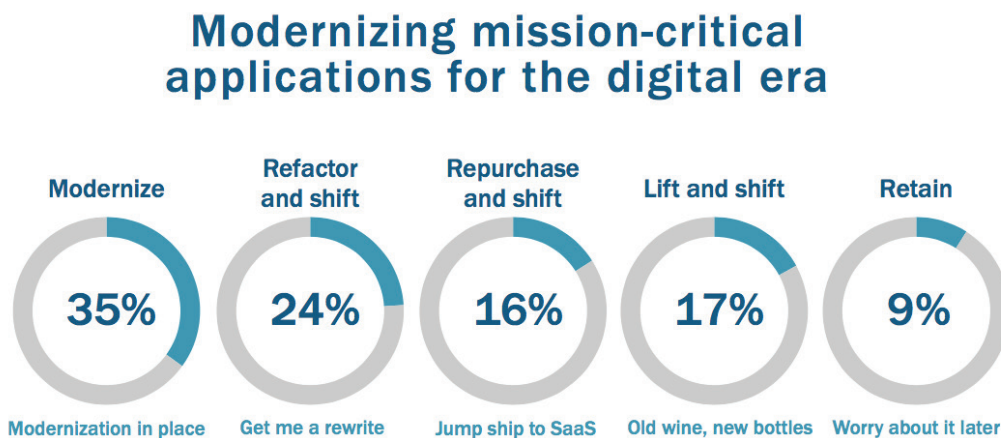 Modernizing mission-critical
applications for the digital era
Modernize
35%
Modernization in place
Refactor
and shift
24%
Get me a rewrite
Repurchase
and shift
16%
Jump ship to SaaS
Lift and shift
17%
Old wine, new bottles
Retain
9%
Worry about it later